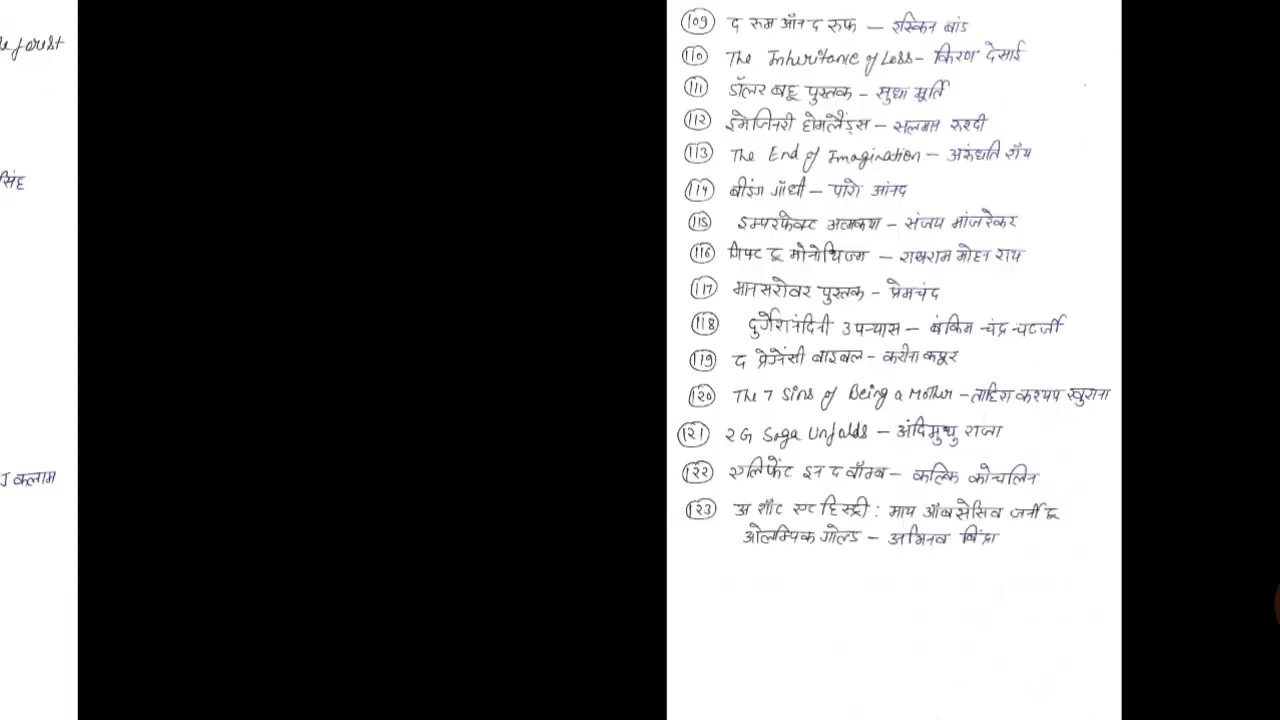 e forest
सिंह
J कलाम
109 द रूम ऑन द रुफ – रस्किन बांड
110 The Inheritance of Loss – किरण देसाई
111 डॉलर बहू पुस्तक – सुधा मूर्ति
112 इमेजिनरी होमलैंड्स – सलमान रुश्दी
113 The End of Imagination – अरुंधति रॉय
114 बीइंग गाँधी – पारो आंनद
115 इम्परफेक्ट आत्मकथा – संजय मांजरेकर
116 गिफ्ट टू मोनोथिज्म – राजाराम मोहन राय
117 मानसरोवर पुस्तक – प्रेमचंद
118 दुर्गेशनंदिनी उपन्यास – बंकिम चंद्र चटर्जी
119 द प्रेग्नेंसी बाइबल – करीना कपूर
120 The 7 Sins of Being a Mother – ताहिरा कश्यप खुराना
121 2G Saga Unfolds – अंदिमुथु राजा
122 एलिफेंट इन द वॉम्ब – कल्कि कोचलिन
123 अ शॉट एट हिस्ट्री : माय ऑबसेसिव जर्नी टू
ओलम्पिक गोल्ड – अभिनव बिंद्रा